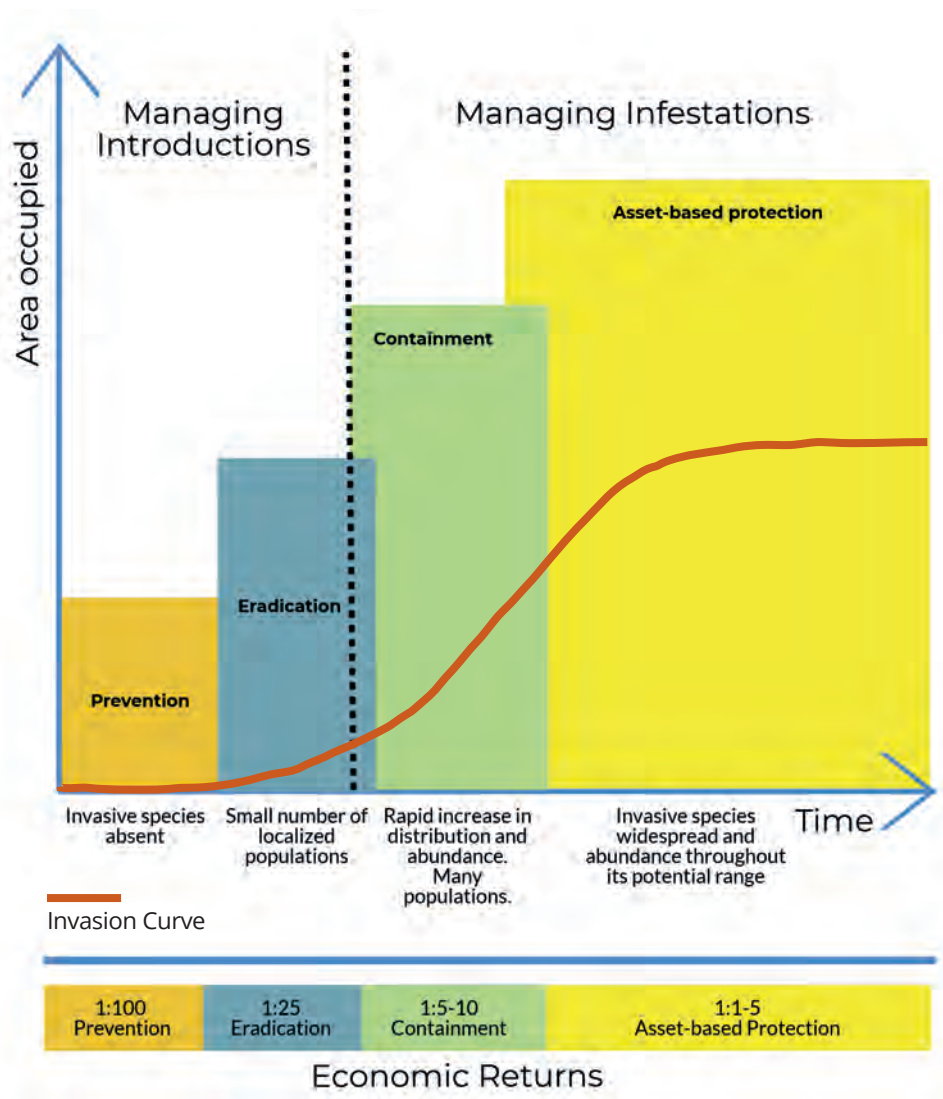 Managing
Introductions
Managing Infestations
Area occupied
Asset-based protection
Containment
Eradication
Prevention
Invasive species
absent
Small number of
localized
populations
Rapid increase in
distribution and
abundance.
Many
populations.
Invasive species
widespread and
abundance throughout
its potential range
Time
Invasion Curve
1:100
Prevention
1:25
Eradication
1:5-10
Containment
1:1-5
Asset-based Protection
Economic Returns